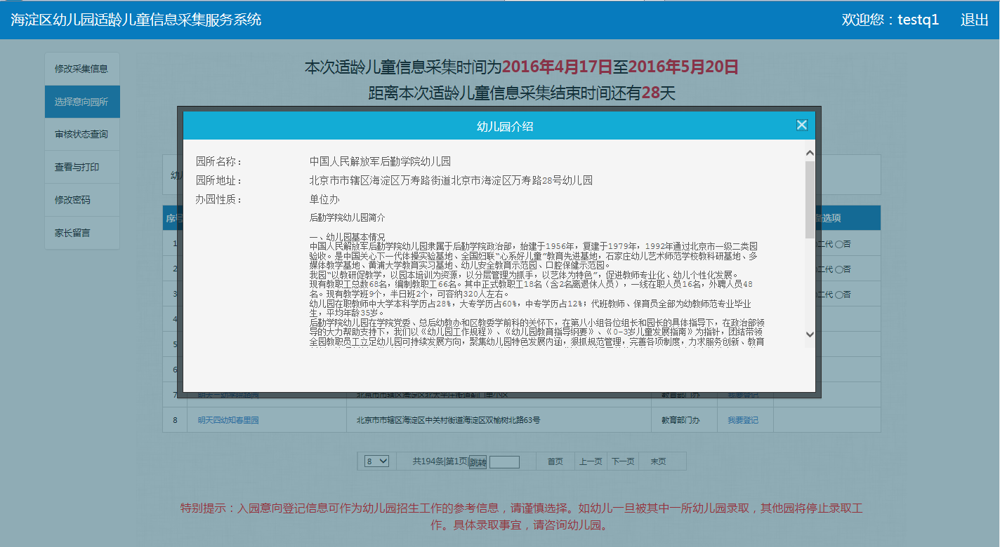 海淀区幼儿园适龄儿童信息采集服务系统
欢迎您：testq1 退出
修改采集信息
选择意向园所
审核状态查询
查看与打印
修改密码
家长留言
本次适龄儿童信息采集时间为2016年4月17日至2016年5月20日
距离本次适龄儿童信息采集结束时间还有28天
幼儿园介绍
园所名称： 中国人民解放军后勤学院幼儿园
园所地址： 北京市市辖区海淀区万寿路街道北京市海淀区万寿路28号幼儿园
办园性质： 单位办
后勤学院幼儿园简介
一、幼儿园基本情况
中国人民解放军后勤学院幼儿园隶属于后勤学院政治部，始建于1956年，复建于1979年，1992年通过北京市一级二类园
验收。是中国关心下一代体操实验基地、全国妇联“心系好儿童”教育先进基地，石家庄幼儿艺术师范学校教科研基地、多
媒体教学基地、黄浦大学教育实习基地、幼儿安全教育示范园、口腔保健示范园。
我园“以教研促教学，以园本培训为资源，以分层管理为抓手，以艺体为特色”，促进教师专业化、幼儿个性化发展。
现有教职工总数68名，编制教职工66名。其中正式教职工18名（含2名离退休人员），一线在职人员16名，外聘人员48
名。现有教学班9个，半日班2个，可容纳320人左右。
幼儿园在职教师中大学本科学历占28%，大专学历占60%，中专学历占12%；代班教师、保育员全部为幼教师范专业毕业
生，平均年龄35岁。
后勤学院幼儿园在学院党委、总后幼教办和区教委学前科的关怀下，在第八小组各位组长和园长的具体指导下，在政治部领
导的大力帮助支持下，我们以《幼儿园工作规程》、《幼儿园教育指导纲要》、《0-3岁儿童发展指南》为指针，团结带领
全园教职员工立足幼儿园可持续发展方向，聚集幼儿园特色发展内涵，狠抓规范管理，完善各项制度，力求服务创新、教育
幼
序号 选项
1 二代 否
2 二代 否
3 二代 否
4
5
6
7 明天三幼学院路园 教育部门办 我要登记
8 明天四幼知春里园 北京市市辖区海淀区中关村街道海淀区双榆树北路63号 教育部门办 我要登记
8 共194条|第1页| 跳转 首页 上一页 下一页 末页
特别提示：入园意向登记信息可作为幼儿园招生工作的参考信息，请谨慎选择。如幼儿一旦被其中一所幼儿园录取，其他园将停止录取工
作。具体录取事宜，请咨询幼儿园。